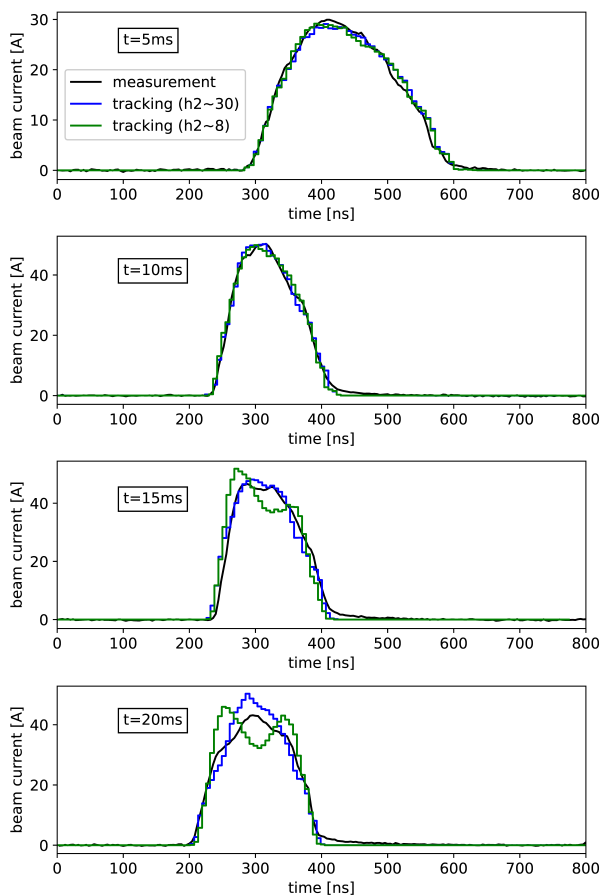 30
20
10
0
beam current [A]
t=5ms
measurement
tracking (h2~30)
tracking (h2~8)
0 100 200 300 400 500 600 700 800
time [ns]
40
20
0
beam current [A]
t=10ms
0 100 200 300 400 500 600 700 800
time [ns]
40
20
0
beam current [A]
t=15ms
0 100 200 300 400 500 600 700 800
time [ns]
40
20
0
beam current [A]
t=20ms
0 100 200 300 400 500 600 700 800
time [ns]